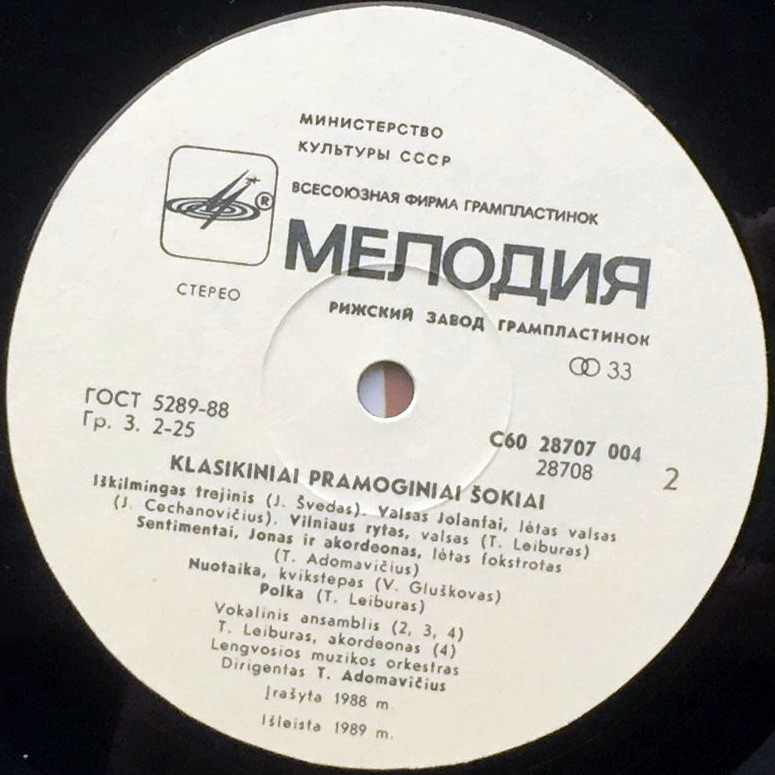 МИНИСТЕРСТВО
КУЛЬТУРЫ СССР
ВСЕСОЮЗНАЯ ФИРМА ГРАМПЛАСТИНОК
®
МЕЛОДИЯ
СТЕРЕО
РИЖСКИЙ ЗАВОД ГРАМПЛАСТИНОК
33
ГОСТ 5289-88
Гр. 3. 2-25
С60 28707 004
28708
2
KLASIKINIAI PRAMOGINIAI ŠOKIAI
Iškilmingas trejinis (J. Švedas). Valsas Jolantai, lėtas valsas
(J. Cechanovičius). Vilniaus rytas, valsas (T. Leiburas)
Sentimentai, Jonas ir akordeonas, lėtas fokstrotas
(T. Adomavičius)
Nuotaika, kvikstepas (V. Gluškovas)
Polka (T. Leiburas)
Vokalinis ansamblis (2, 3, 4)
T. Leiburas, akordeonas (4)
Lengvosios muzikos orkestras
Dirigentas T. Adomavičius
Įrašyta 1988 m.
Išleista 1989 m.